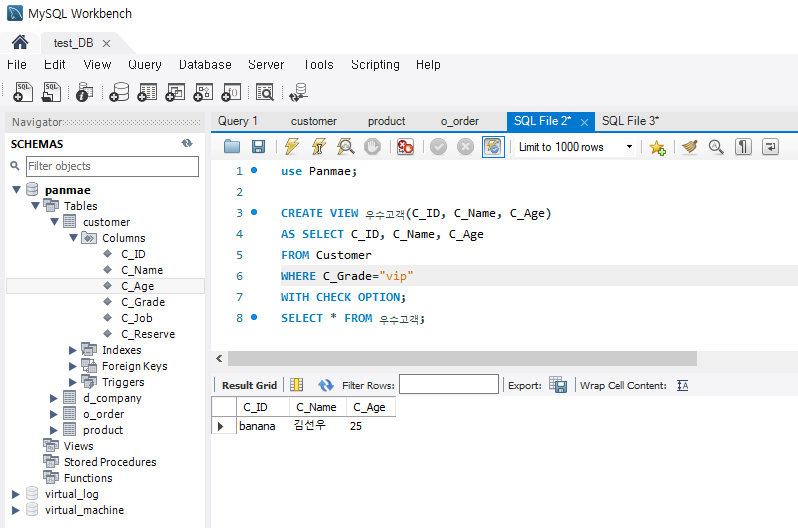 MySQL Workbench
test_DB
File Edit View Query Database Server Tools Scripting Help
Navigator
SCHEMAS
Filter objects
panmae
Tables
customer
Columns
C_ID
C_Name
C_Age
C_Grade
C_Job
C_Reserve
Indexes
Foreign Keys
Triggers
d_company
o_order
product
Views
Stored Procedures
Functions
virtual_log
virtual_machine
Query 1 customer product o_order SQL File 2* SQL File 3*
Limit to 1000 rows
1 use Panmae;
2
3 CREATE VIEW 우수고객(C_ID, C_Name, C_Age)
4 AS SELECT C_ID, C_Name, C_Age
5 FROM Customer
6 WHERE C_Grade="vip"
7 WITH CHECK OPTION;
8 SELECT * FROM 우수고객;
Result Grid Filter Rows: Export: Wrap Cell Content:
C_ID C_Name C_Age
banana 김선우 25